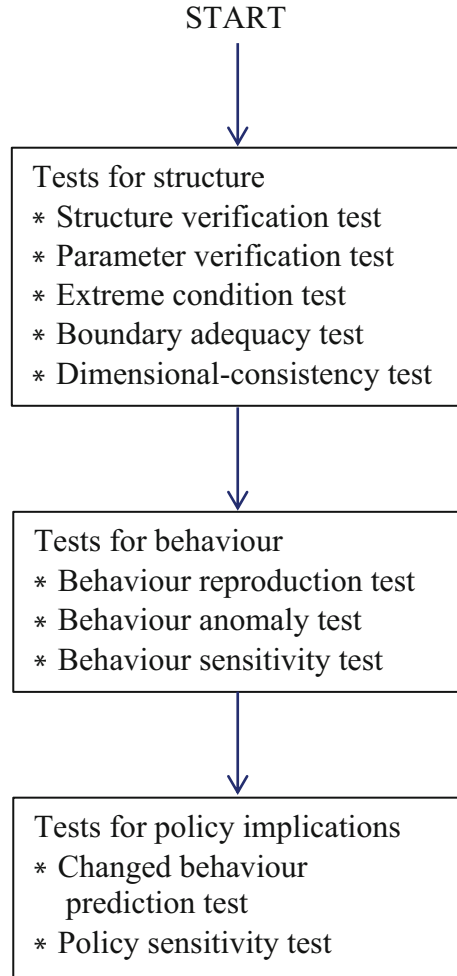 START
Tests for structure
* Structure verification test
* Parameter verification test
* Extreme condition test
* Boundary adequacy test
* Dimensional-consistency test
Tests for behaviour
* Behaviour reproduction test
* Behaviour anomaly test
* Behaviour sensitivity test
Tests for policy implications
* Changed behaviour
prediction test
* Policy sensitivity test